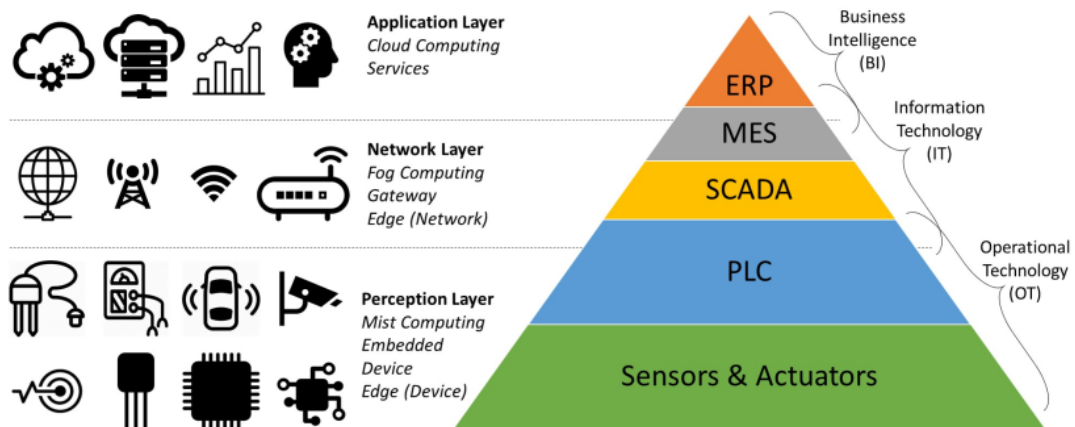 Application Layer
Cloud Computing
Services
Network Layer
Fog Computing
Gateway
Edge (Network)
Perception Layer
Mist Computing
Embedded
Device
Edge (Device)
ERP
MES
SCADA
PLC
Sensors & Actuators
Business
Intelligence
(BI)
Information
Technology
(IT)
Operational
Technology
(OT)